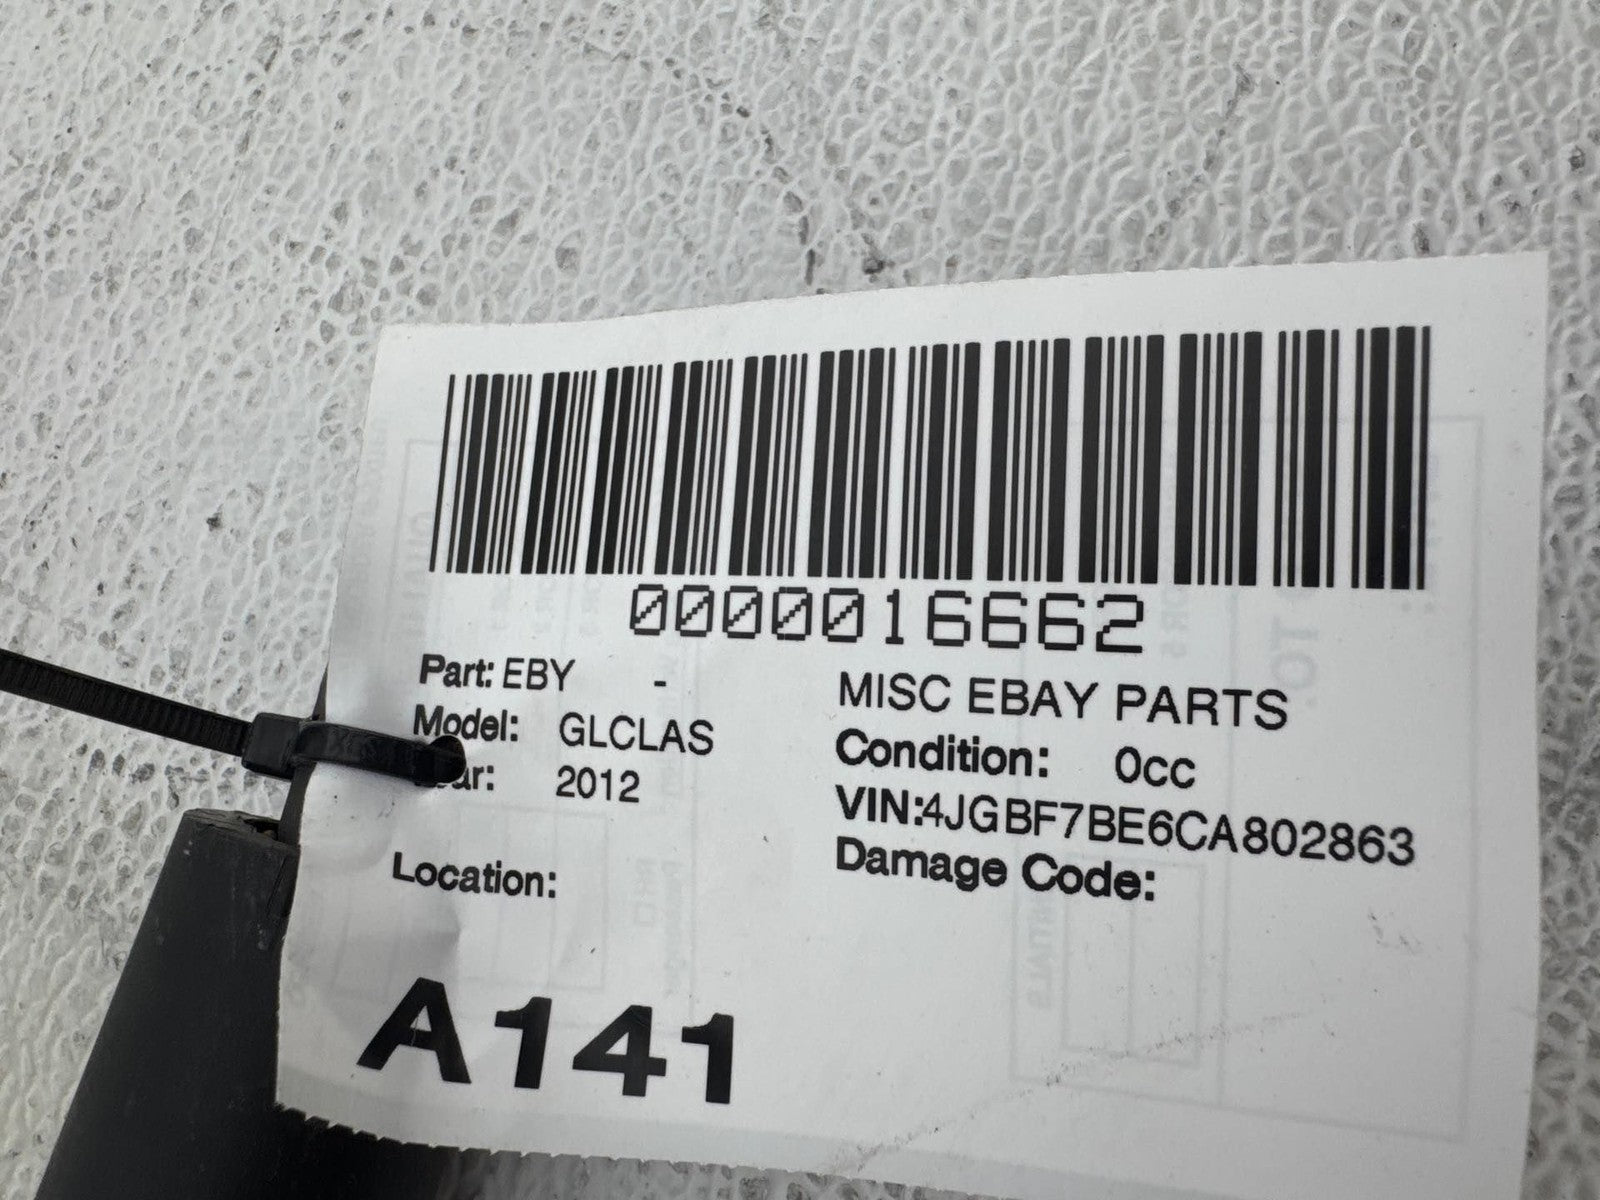 0000016662
Part: EBY - MISC EBAY PARTS
Model: GLCLAS Condition: 0cc
2012 VIN:4JGBF7BE6CA802863
Damage Code:
Location:
A141